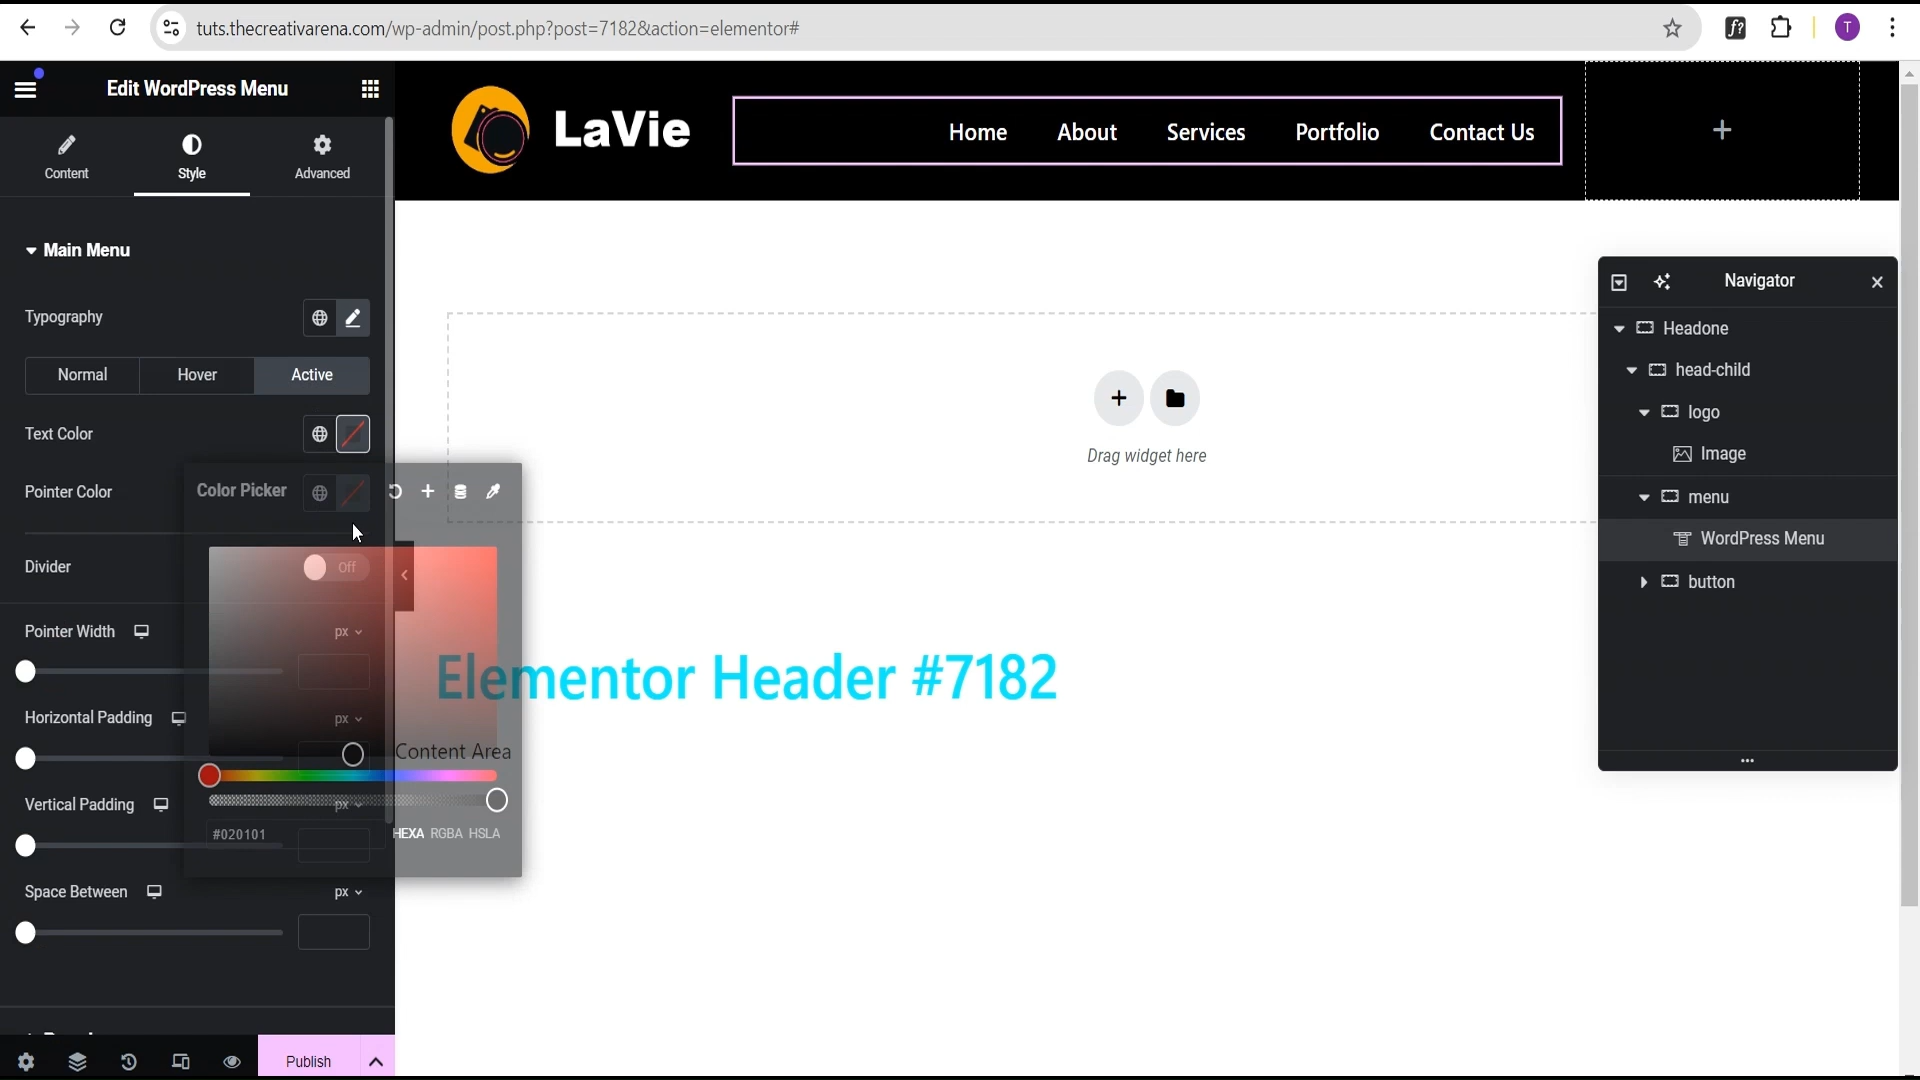 tuts.thecreativarena.com/wp-admin/post.php?post=7182&action=elementor#
f?
T
Edit WordPress Menu
Content
Style
Advanced
LaVie
Home
About
Services
Portfolio
Contact Us
Main Menu
Typography
Normal
Hover
Active
Text Color
Pointer Color
Color Picker
Divider
Off
Pointer Width
px
Horizontal Padding
px
Vertical Padding
px
#020101
HEXA RGBA HSLA
Space Between
px
Publish
Drag widget here
Elementor Header #7182
Content Area
Navigator
Headone
head-child
logo
Image
menu
WordPress Menu
button